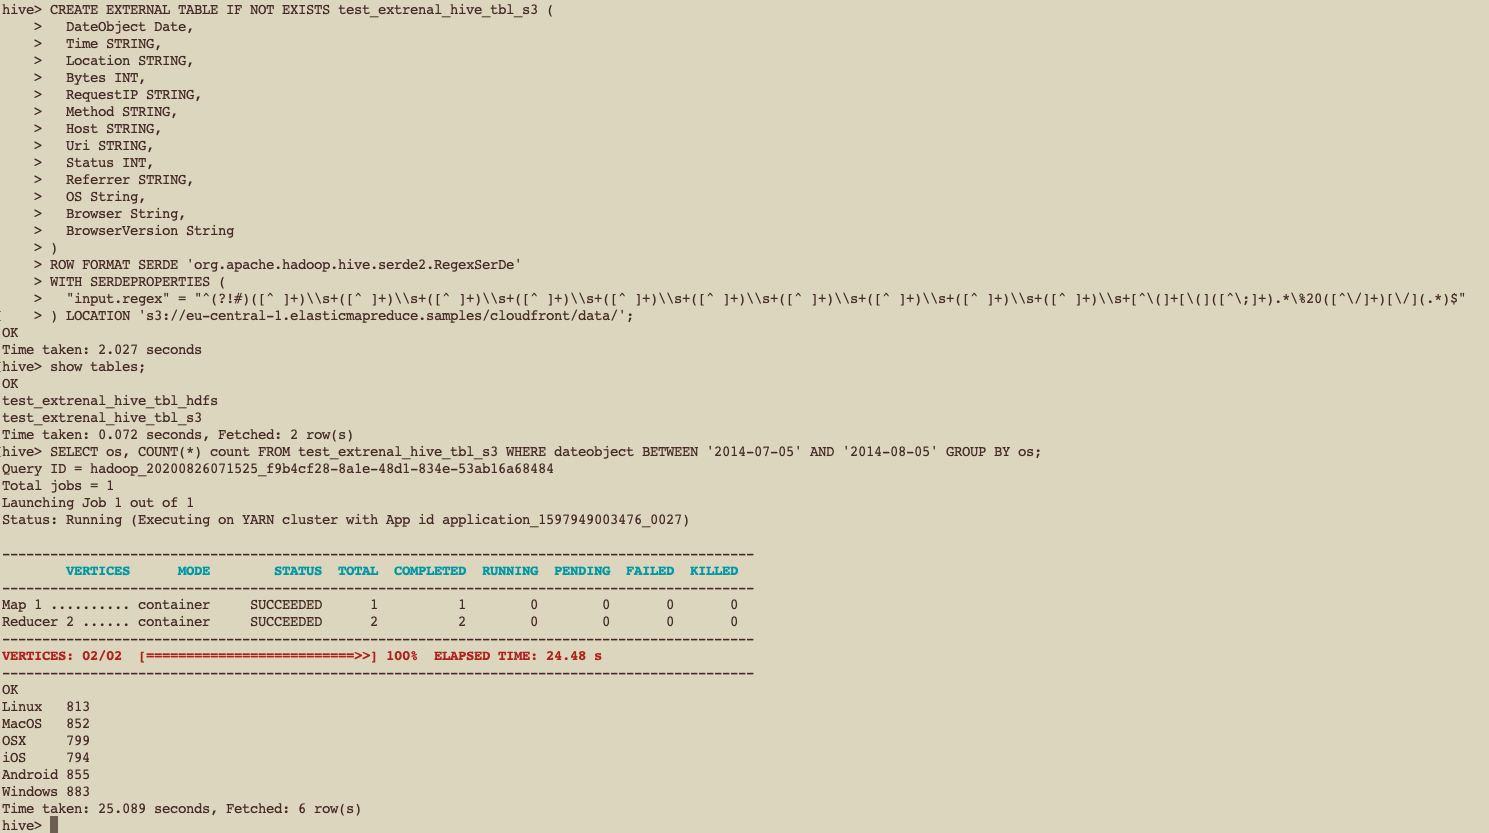 hive> CREATE EXTERNAL TABLE IF NOT EXISTS test_extrenal_hive_tbl_s3 (
    >   DateObject Date,
    >   Time STRING,
    >   Location STRING,
    >   Bytes INT,
    >   RequestIP STRING,
    >   Method STRING,
    >   Host STRING,
    >   Uri STRING,
    >   Status INT,
    >   Referrer STRING,
    >   OS String,
    >   Browser String,
    >   BrowserVersion String
    > )
    > ROW FORMAT SERDE 'org.apache.hadoop.hive.serde2.RegexSerDe'
    > WITH SERDEPROPERTIES (
    >   "input.regex" = "^(?!#)([^ ]+)\\s+([^ ]+)\\s+([^ ]+)\\s+([^ ]+)\\s+([^ ]+)\\s+([^ ]+)\\s+([^ ]+)\\s+([^ ]+)\\s+([^ ]+)\\s+([^ ]+)\\s+[^\(]+[\(]([^\;]+).*\%20([^\/]+)[\/](.*)$"
[    > ) LOCATION 's3://eu-central-1.elasticmapreduce.samples/cloudfront/data/';
OK
Time taken: 2.027 seconds
[hive> show tables;
OK
test_extrenal_hive_tbl_hdfs
test_extrenal_hive_tbl_s3
Time taken: 0.072 seconds, Fetched: 2 row(s)
[hive> SELECT os, COUNT(*) count FROM test_extrenal_hive_tbl_s3 WHERE dateobject BETWEEN '2014-07-05' AND '2014-08-05' GROUP BY os;
Query ID = hadoop_20200826071525_f9b4cf28-8a1e-48d1-834e-53ab16a68484
Total jobs = 1
Launching Job 1 out of 1
Status: Running (Executing on YARN cluster with App id application_1597949003476_0027)
----------------------------------------------------------------------------------------------
        VERTICES      MODE        STATUS  TOTAL  COMPLETED  RUNNING  PENDING  FAILED  KILLED
----------------------------------------------------------------------------------------------
Map 1 .......... container     SUCCEEDED      1          1        0        0       0       0
Reducer 2 ...... container     SUCCEEDED      2          2        0        0       0       0
----------------------------------------------------------------------------------------------
VERTICES: 02/02  [==========================>>] 100%  ELAPSED TIME: 24.48 s
----------------------------------------------------------------------------------------------
OK
Linux   813
MacOS   852
OSX     799
iOS     794
Android 855
Windows 883
Time taken: 25.089 seconds, Fetched: 6 row(s)
hive>